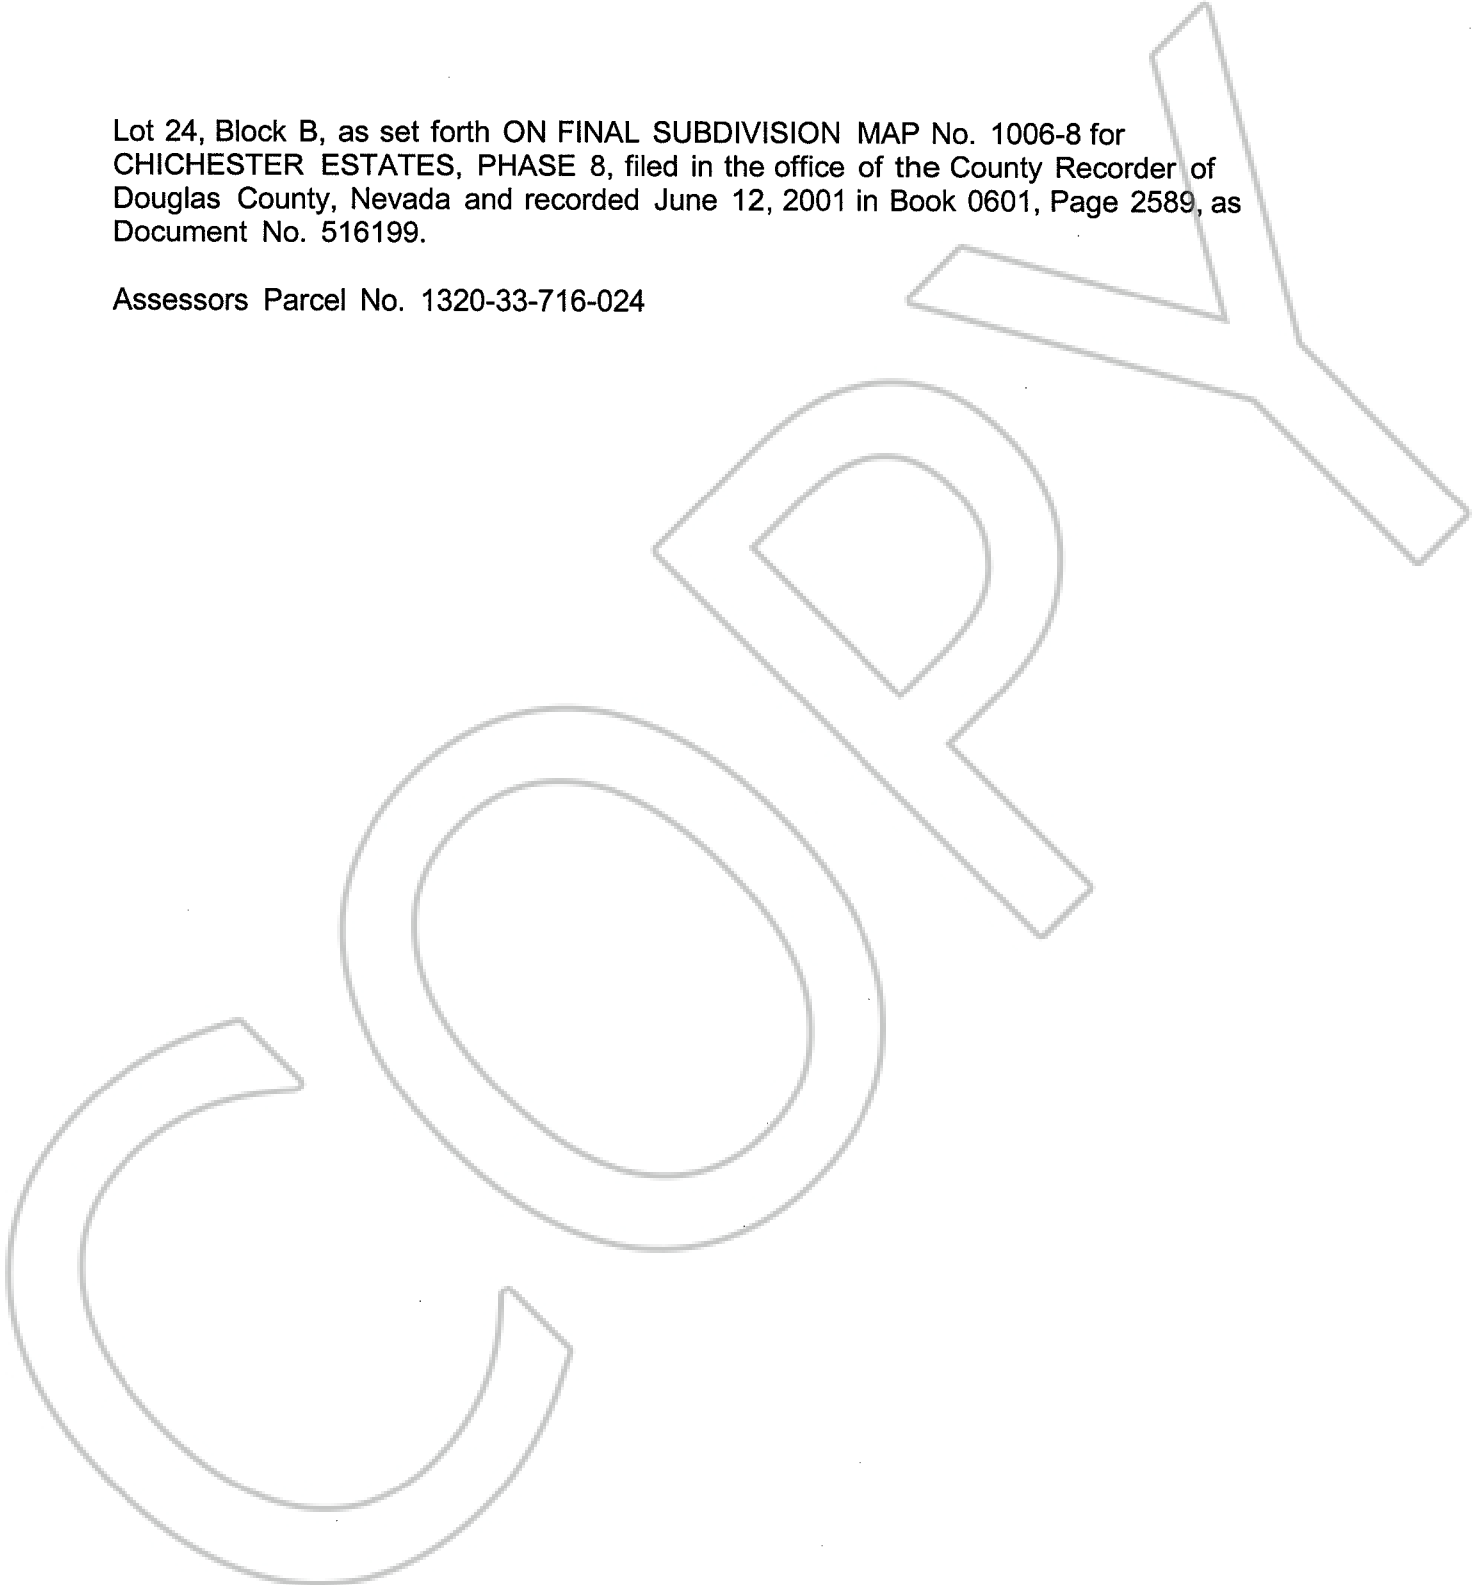 Lot 24, Block B, as set forth ON FINAL SUBDIVISION MAP No. 1006-8 for
CHICHESTER ESTATES, PHASE 8, filed in the office of the County Recorder of
Douglas County, Nevada and recorded June 12, 2001 in Book 0601, Page 2589, as
Document No. 516199.
Assessors Parcel No. 1320-33-716-024
COPY